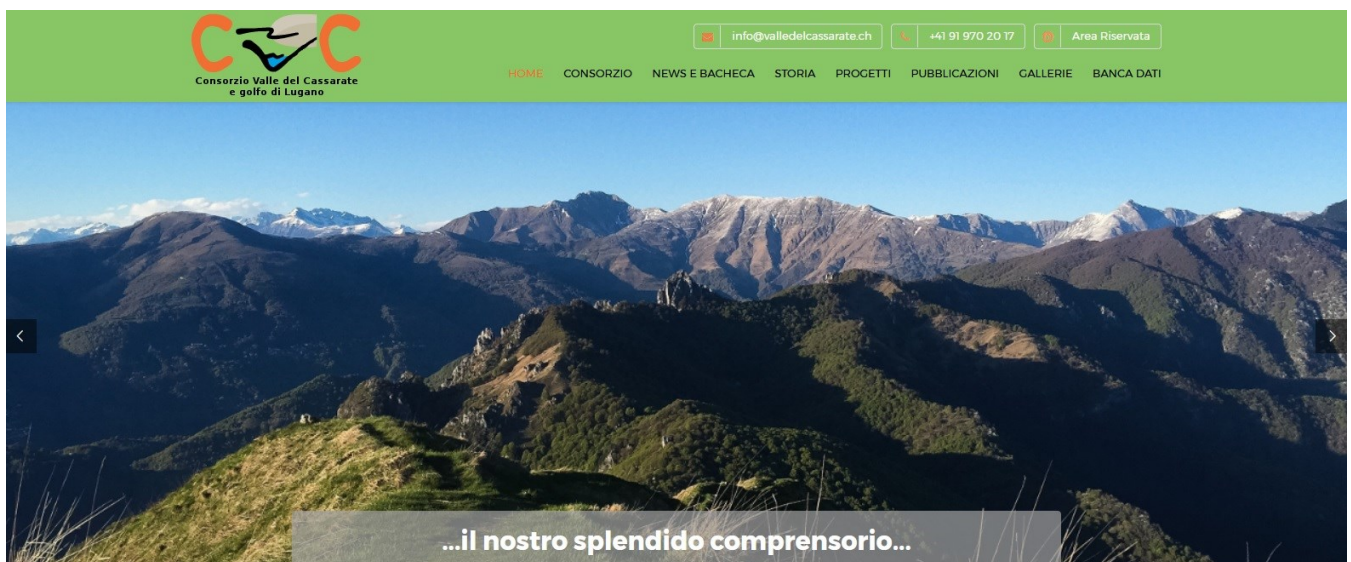 CVC
Consorzio Valle del Cassarate
e golfo di Lugano
info@valledelcassarate.ch
+41 91 970 20 17
Area Riservata
HOME
CONSORZIO
NEWS E BACHECA
STORIA
PROGETTI
PUBBLICAZIONI
GALLERIE
BANCA DATI
...il nostro splendido comprensorio...